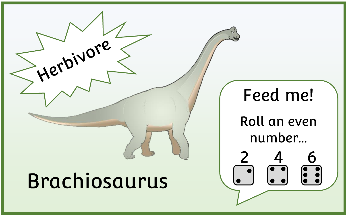 Herbivore
Feed me!
Roll an even
number...
2 4 6
Brachiosaurus